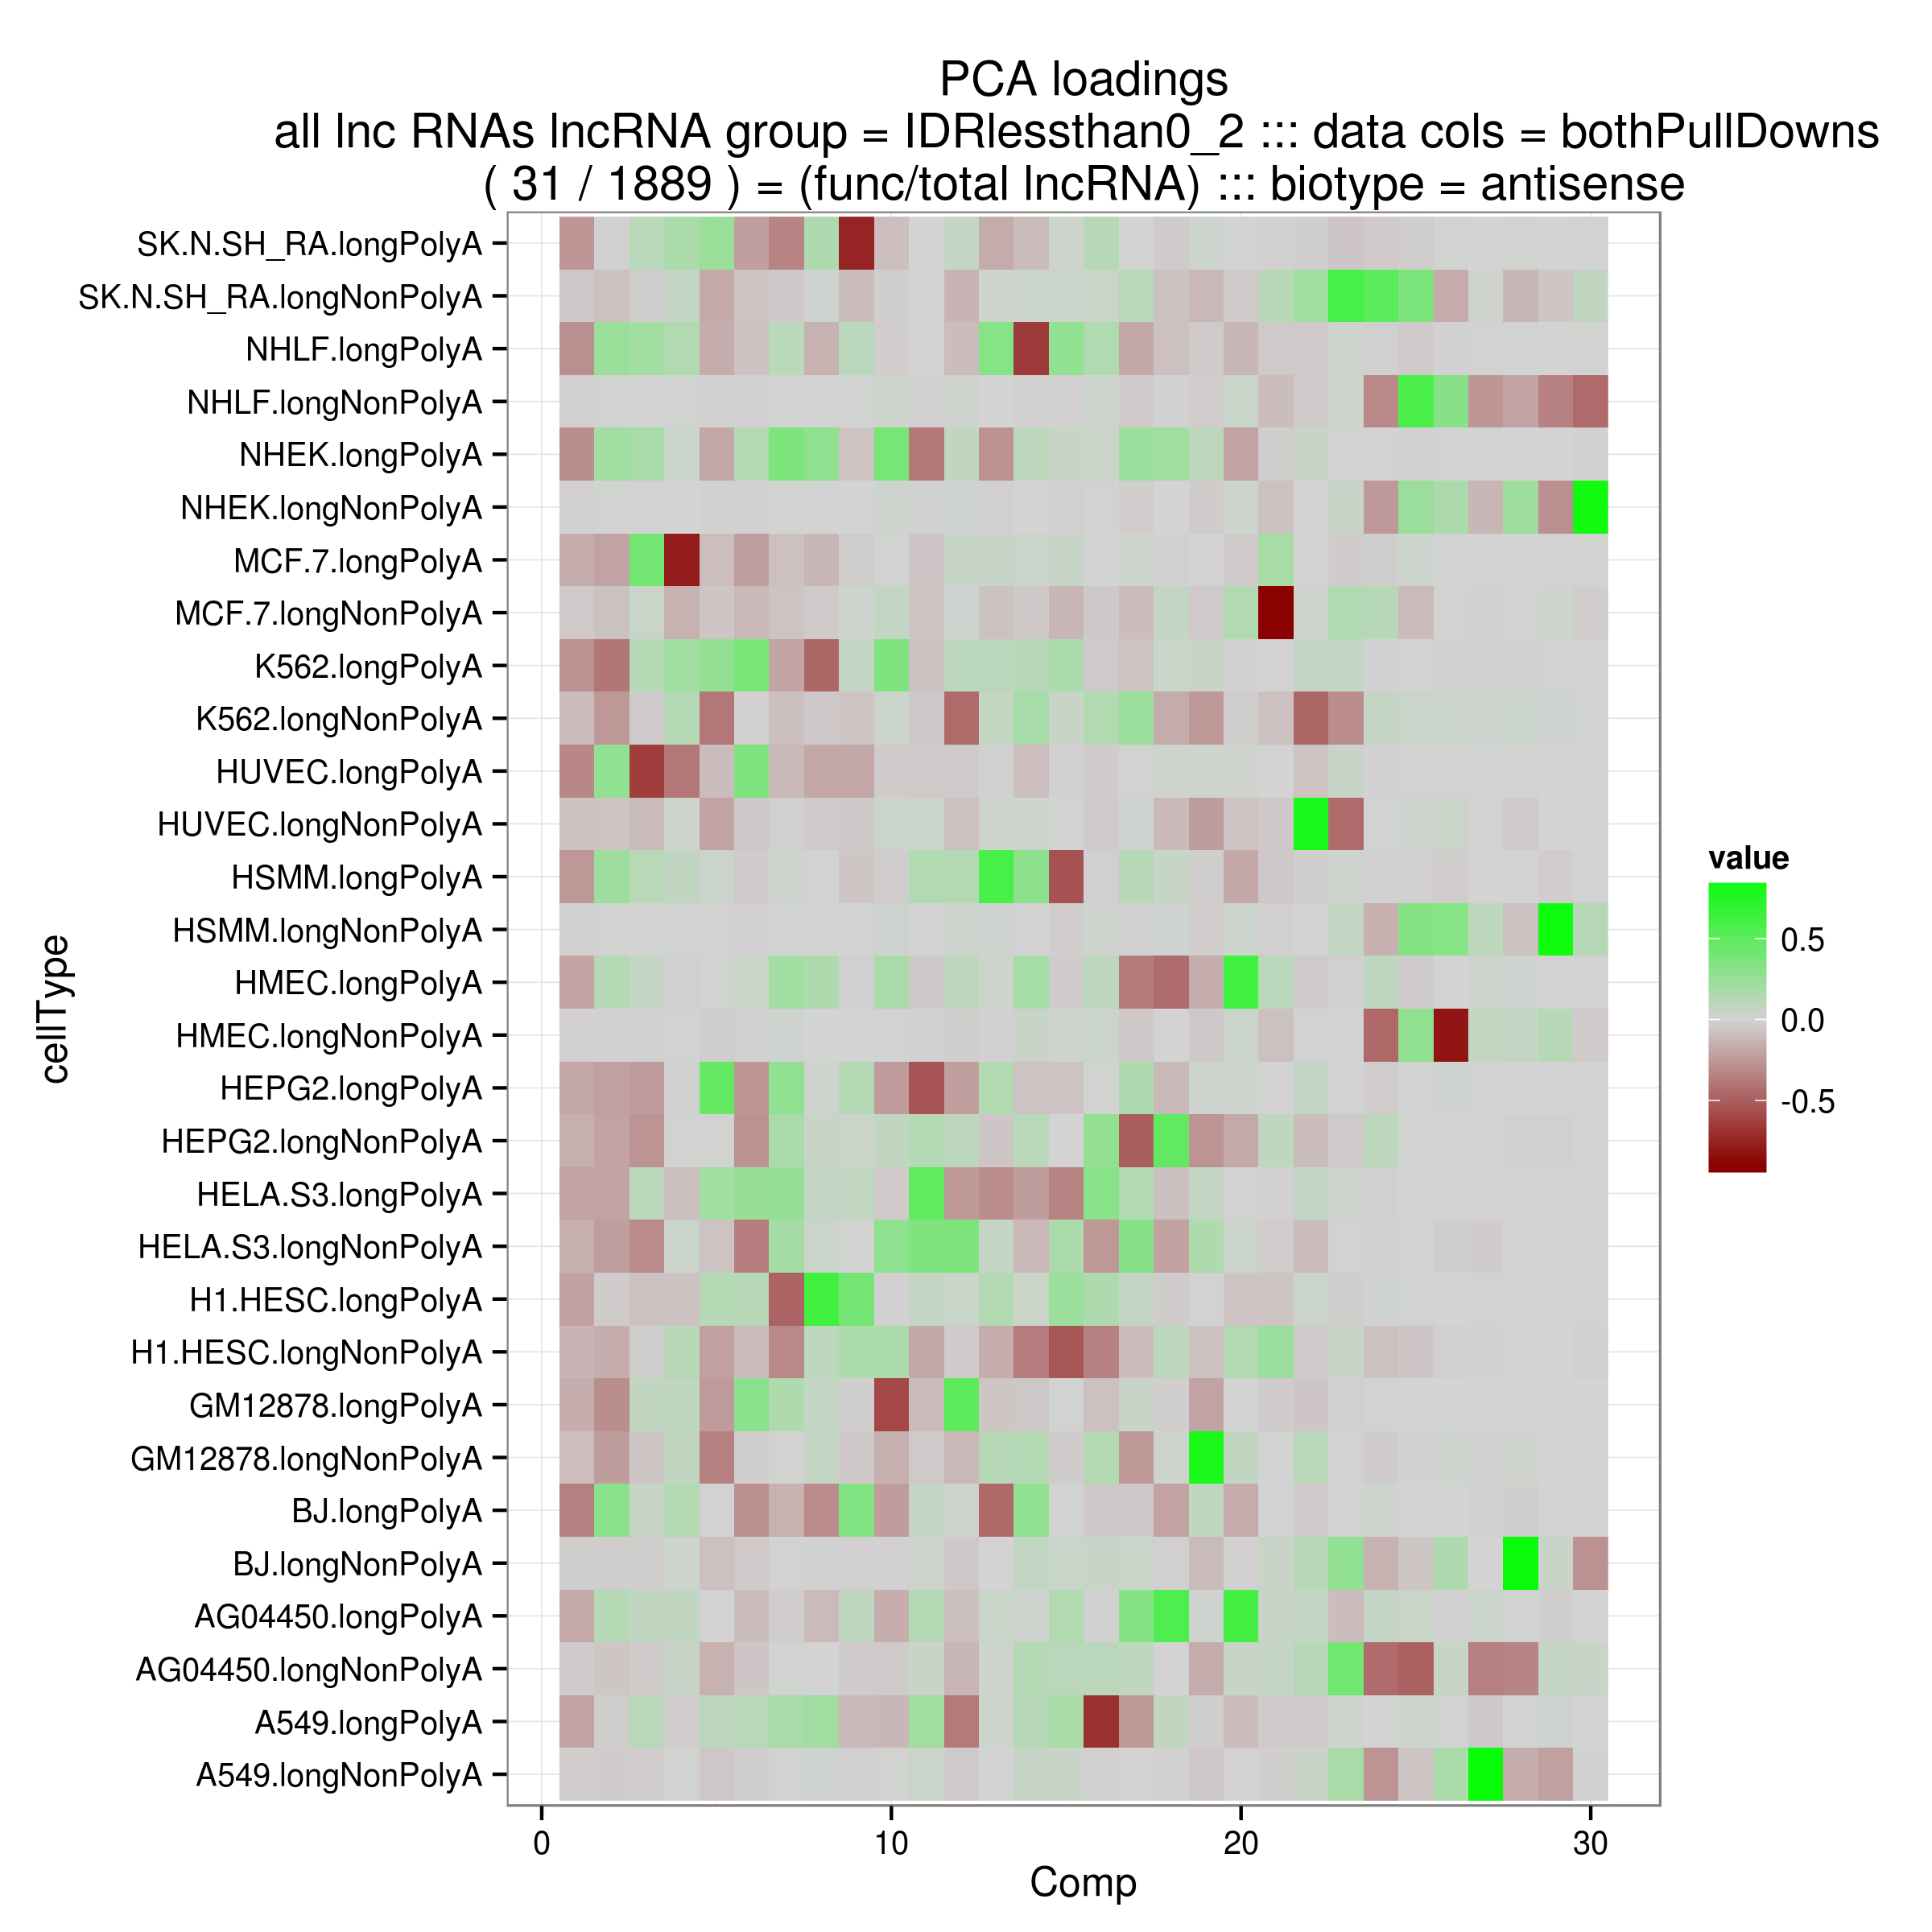 PCA loadings
all lnc RNAs lncRNA group = IDRlessthan0_2 ::: data cols = bothPullDowns
( 31 / 1889 ) = (func/total lncRNA) ::: biotype = antisense
cellType
SK.N.SH_RA.longPolyA
SK.N.SH_RA.longNonPolyA
NHLF.longPolyA
NHLF.longNonPolyA
NHEK.longPolyA
NHEK.longNonPolyA
MCF.7.longPolyA
MCF.7.longNonPolyA
K562.longPolyA
K562.longNonPolyA
HUVEC.longPolyA
HUVEC.longNonPolyA
HSMM.longPolyA
HSMM.longNonPolyA
HMEC.longPolyA
HMEC.longNonPolyA
HEPG2.longPolyA
HEPG2.longNonPolyA
HELA.S3.longPolyA
HELA.S3.longNonPolyA
H1.HESC.longPolyA
H1.HESC.longNonPolyA
GM12878.longPolyA
GM12878.longNonPolyA
BJ.longPolyA
BJ.longNonPolyA
AG04450.longPolyA
AG04450.longNonPolyA
A549.longPolyA
A549.longNonPolyA
0 10 20 30
Comp
value
0.5
0.0
-0.5